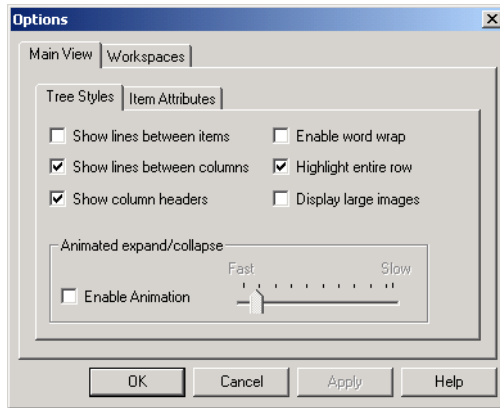 Options
Main View Workspaces
Tree Styles Item Attributes
Show lines between items Enable word wrap
Show lines between columns Highlight entire row
Show column headers Display large images
Animated expand/collapse
Fast Slow
Enable Animation
OK Cancel Apply Help